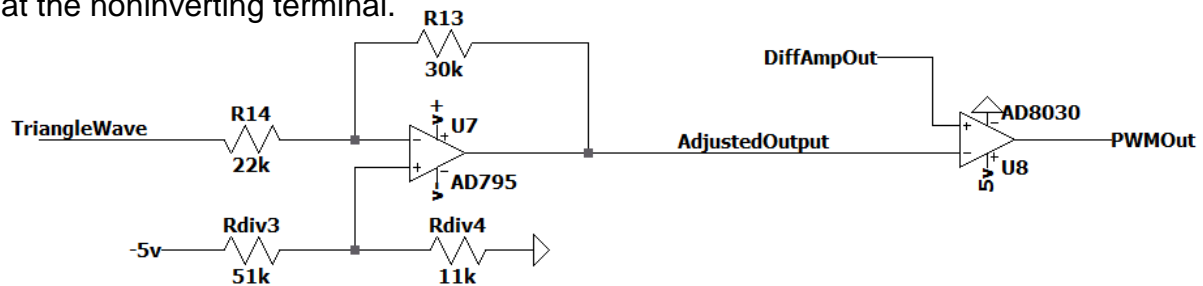 at the noninverting terminal.
R13
30k
DiffAmpOut
R14
TriangleWave
22k
v+
U7
+
-
+
-
v-
AD795
AdjustedOutput
AD8030
-
+
-
+
5v
U8
PWMOut
Rdiv3
Rdiv4
-5v
51k
11k